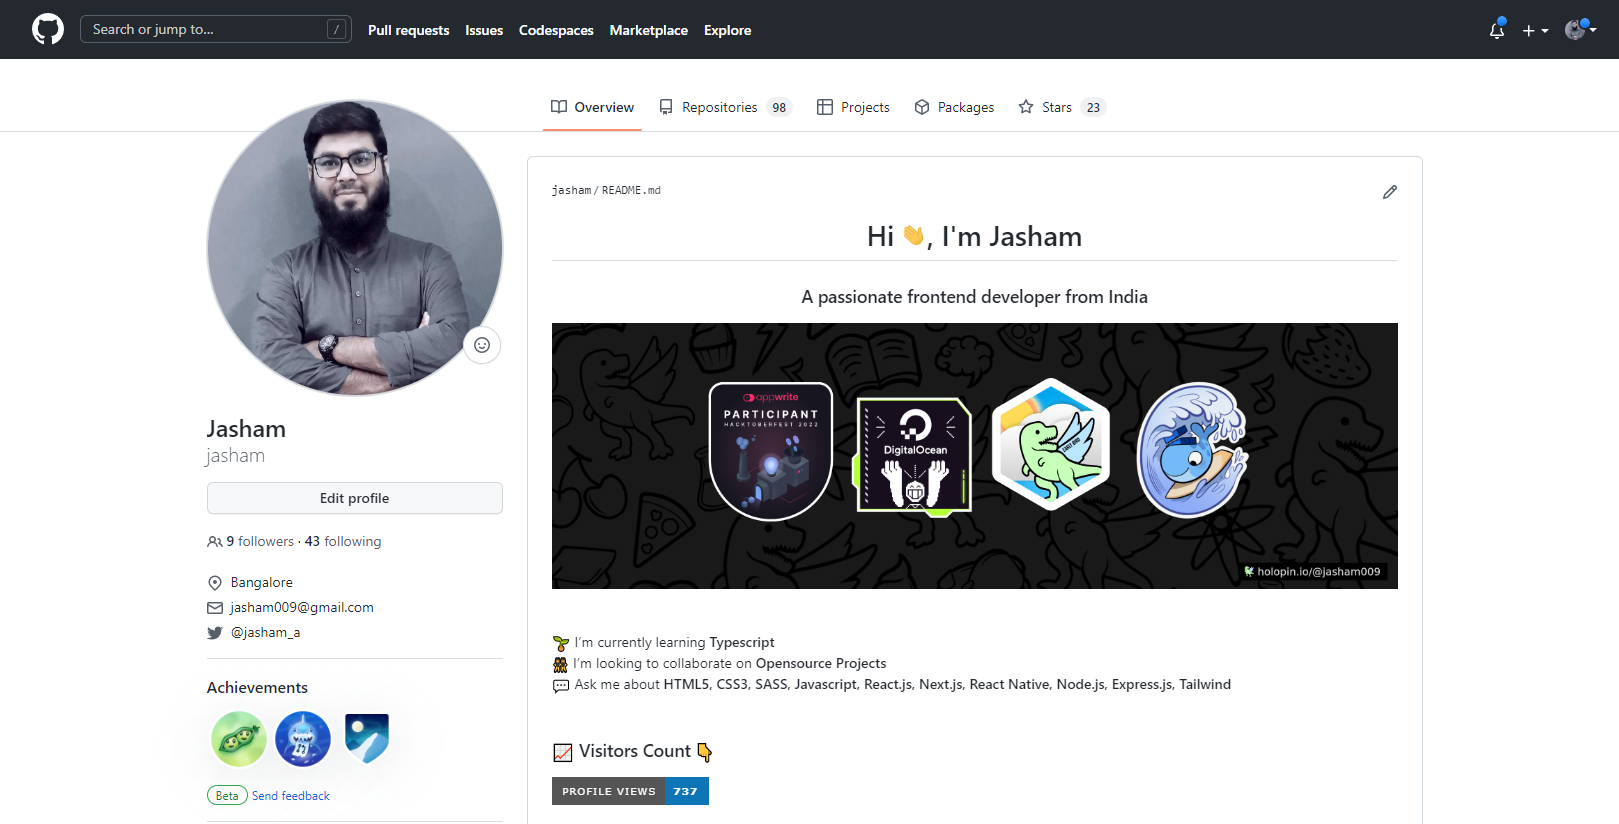 Search or jump to... /
Pull requests Issues Codespaces Marketplace Explore
Overview Repositories 98 Projects Packages Stars 23
jasham/README.md
Hi 👋, I'm Jasham
A passionate frontend developer from India
appwrite
PARTICIPANT
HACKTOBERFEST 2022
DigitalOcean
holopin.io/@jasham009
Jasham
jasham
Edit profile
9 followers · 43 following
Bangalore
jasham009@gmail.com
@jasham_a
Achievements
Beta Send feedback
🌱 I’m currently learning Typescript
I’m looking to collaborate on Opensource Projects
💬 Ask me about HTML5, CSS3, SASS, Javascript, React.js, Next.js, React Native, Node.js, Express.js, Tailwind
📈 Visitors Count 👇
PROFILE VIEWS 737